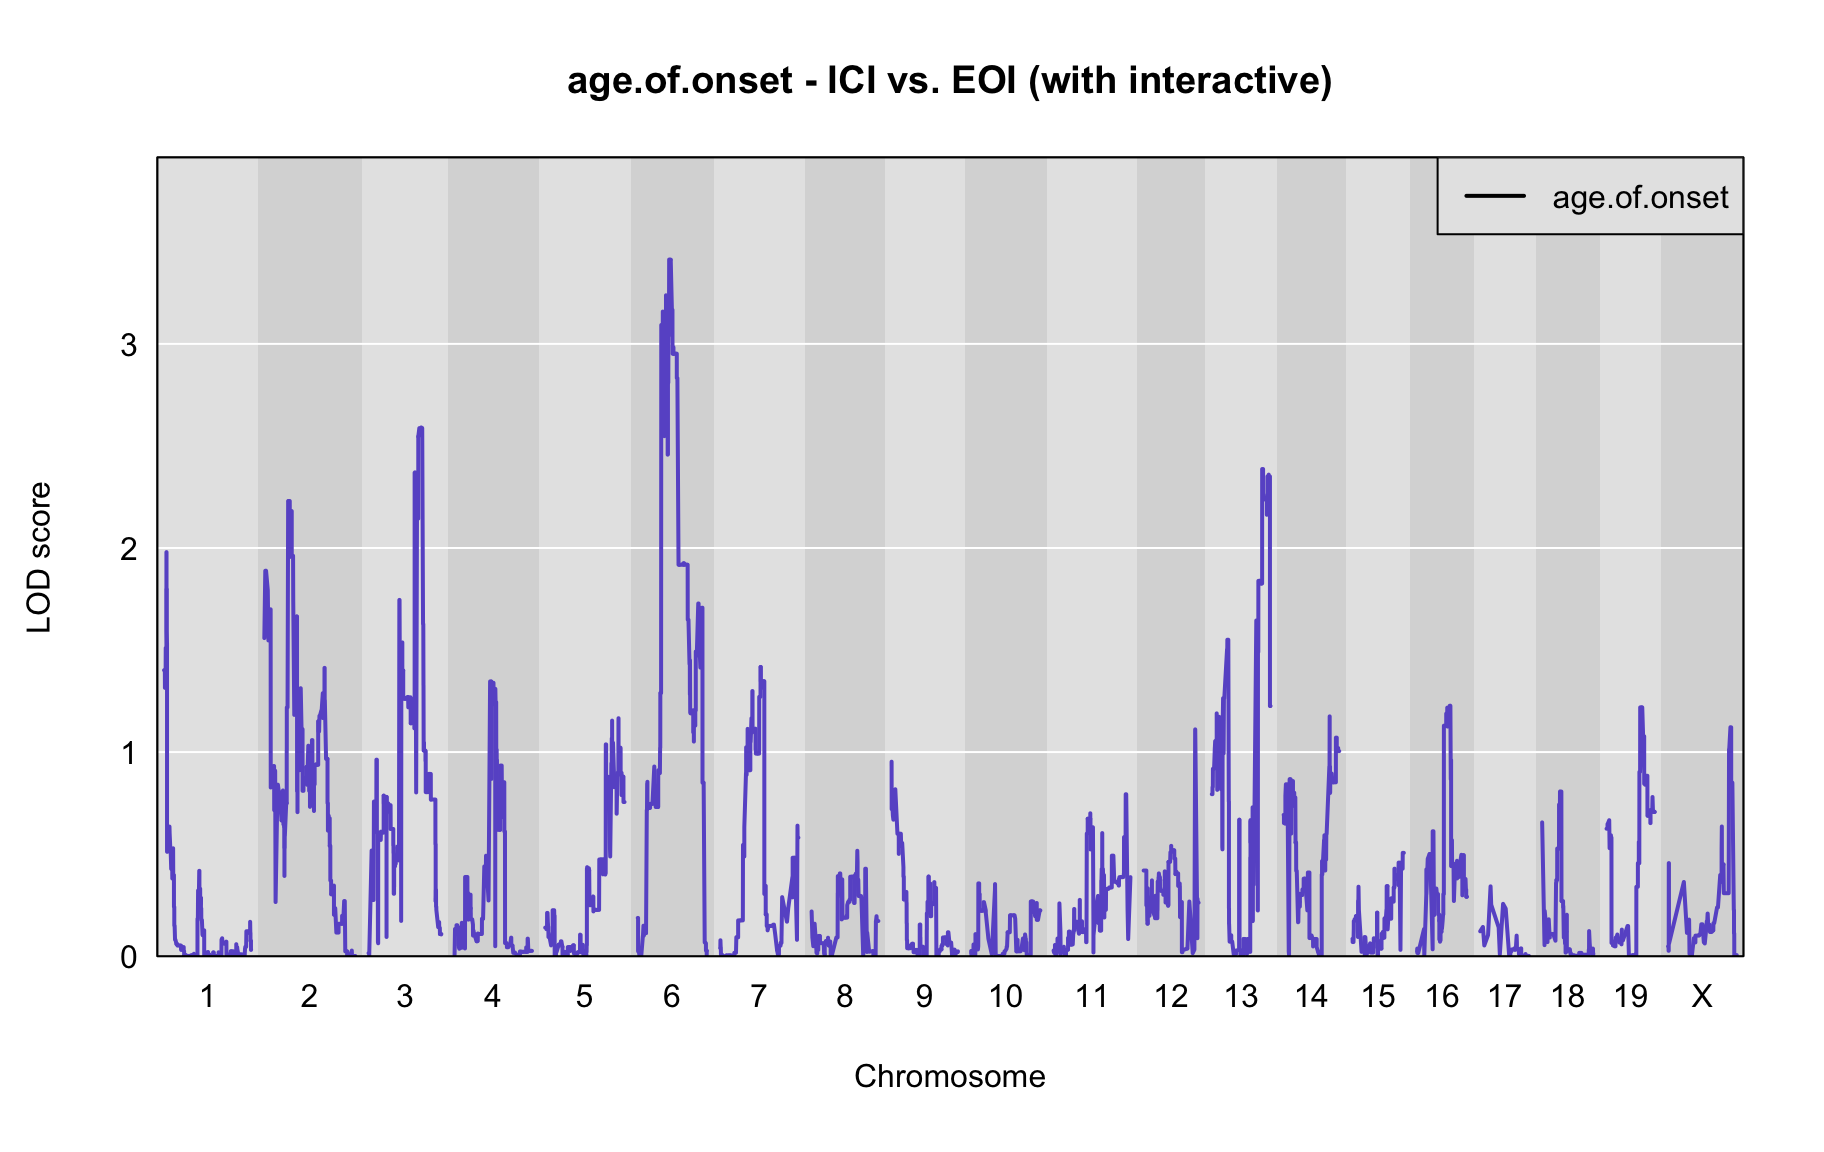 age.of.onset - ICI vs. EOI (with interactive)
age.of.onset
LOD score
3
2
1
0
1 2 3 4 5 6 7 8 9 10 11 12 13 14 15 16 17 18 19 X
Chromosome